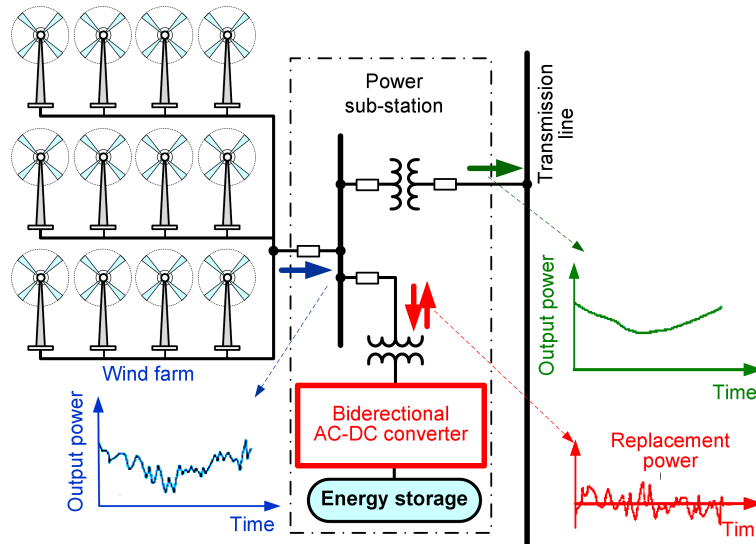 Power
sub-station
Transmission
line
Wind farm
Output power
Time
Biderectional
AC-DC converter
Energy storage
Output power
Time
Replacement
power
Time